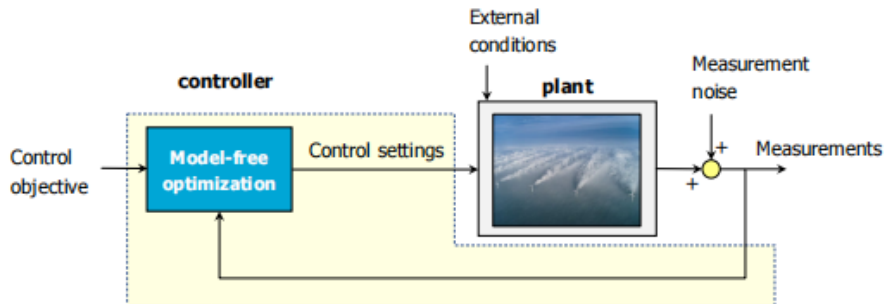 External
conditions
controller
plant
Measurement
noise
Control
objective
Model-free
optimization
Control settings
+
+
Measurements